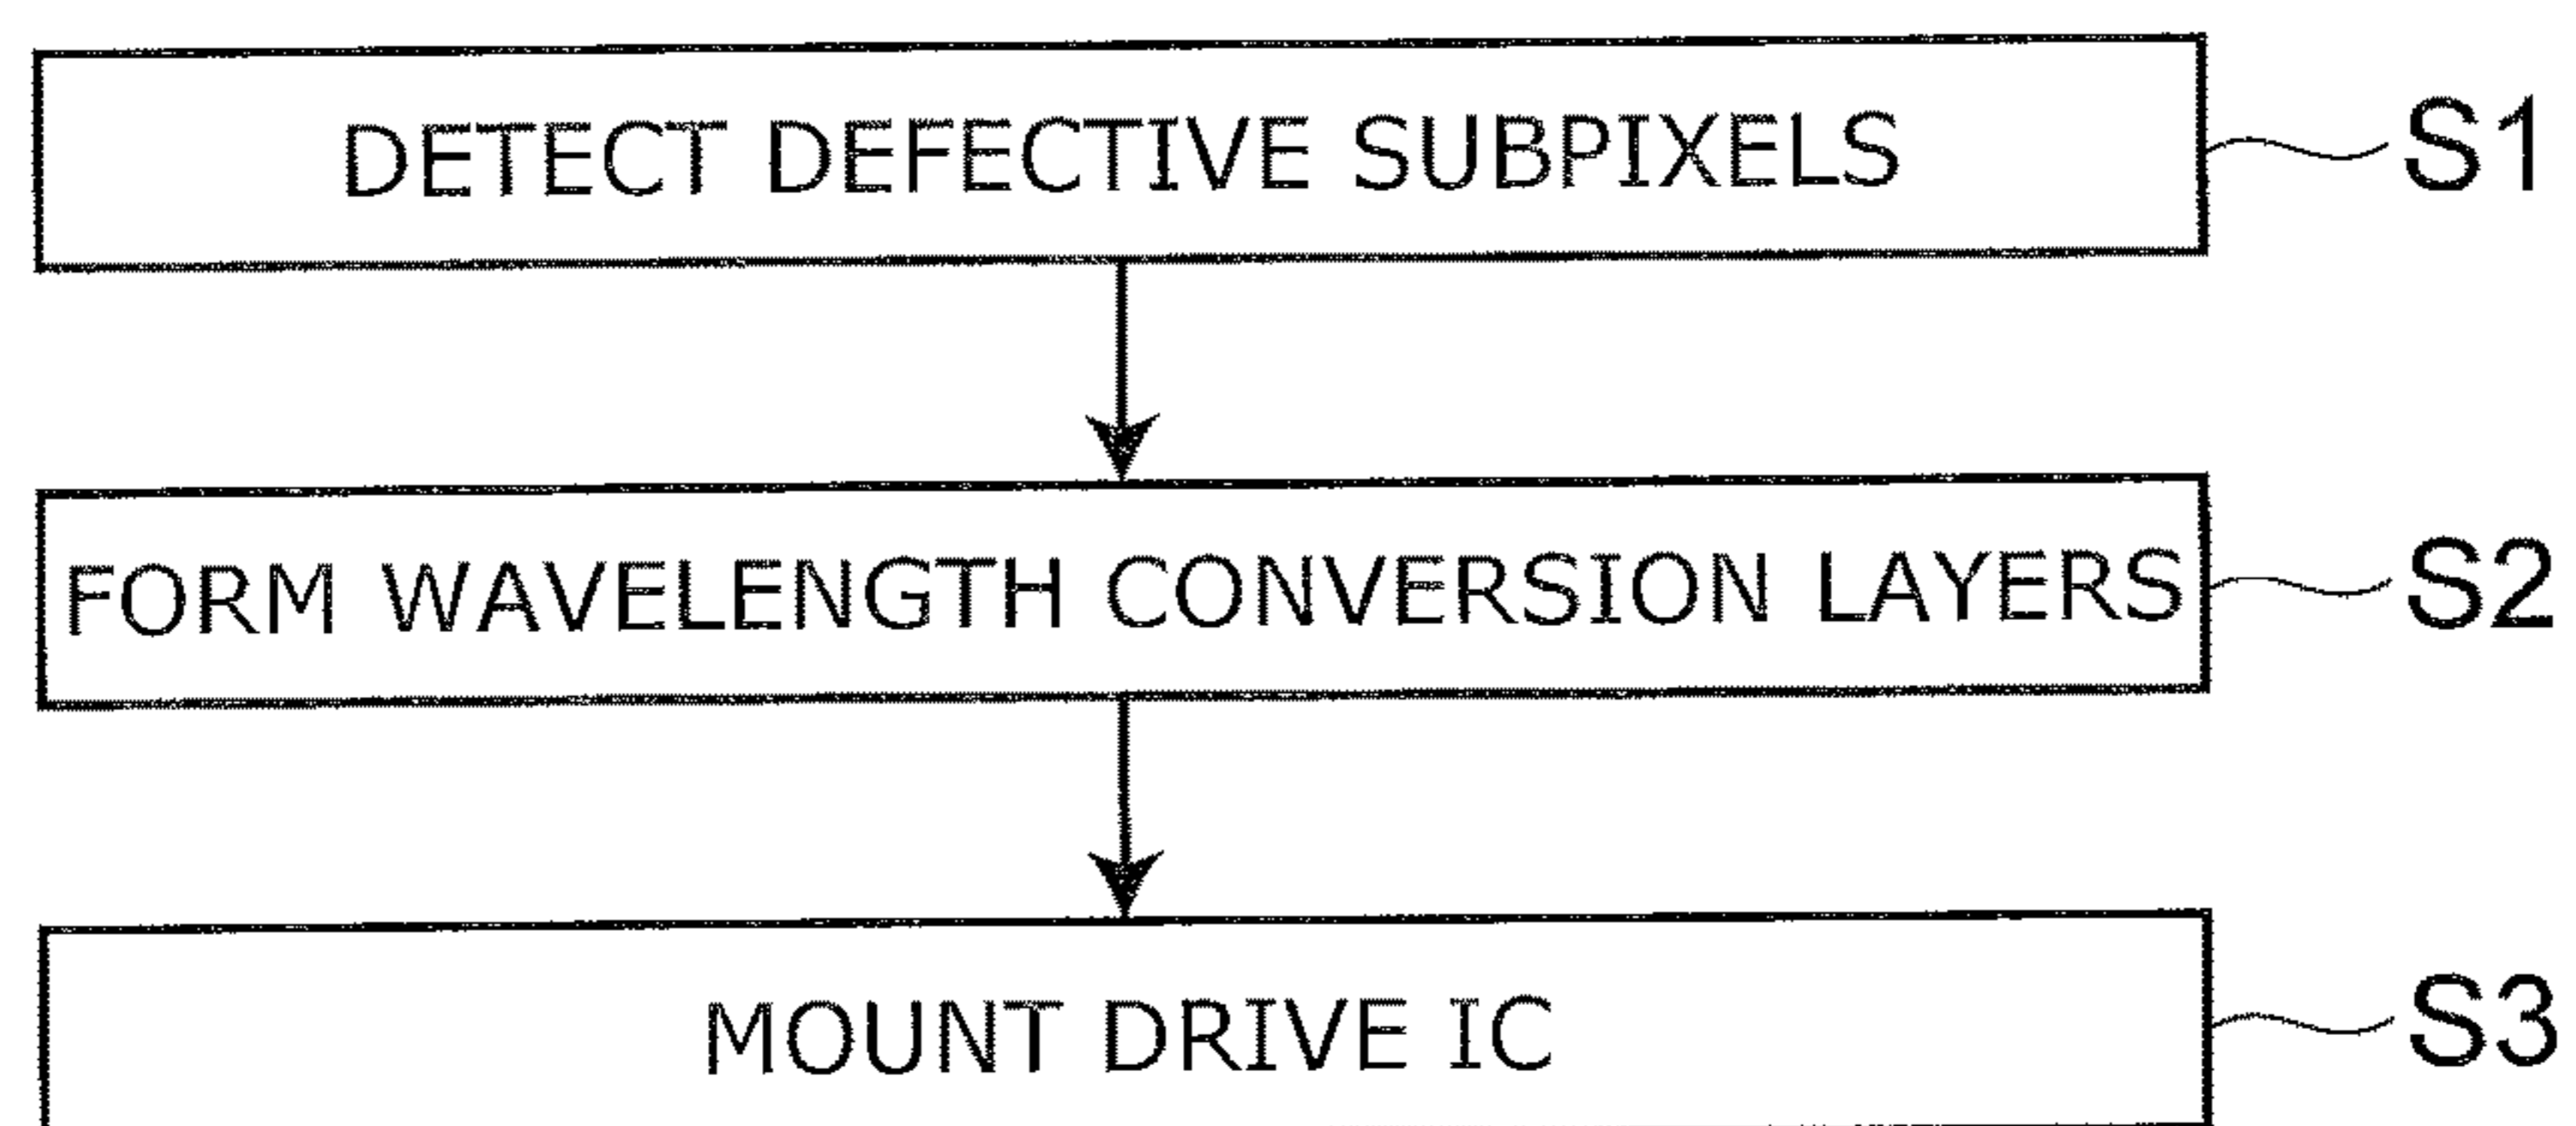 DETECT DEFECTIVE SUBPIXELS S1
FORM WAVELENGTH CONVERSION LAYERS S2
MOUNT DRIVE IC S3